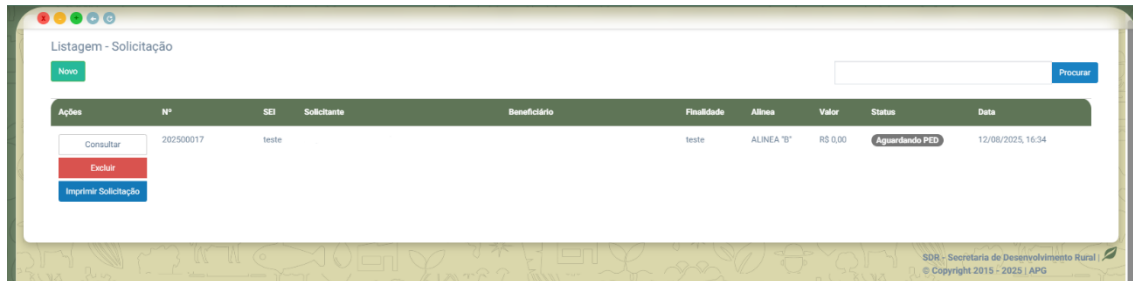 Listagem - Solicitação
Novo
Procurar
Ações Nº SEI Solicitante Beneficiário Finalidade Alínea Valor Status Data
Consultar 202500017 teste teste ALINEA "B" R$ 0,00 Aguardando PED 12/08/2025, 16:34
Excluir
Imprimir Solicitação
SDR - Secretaria de Desenvolvimento Rural |
© Copyright 2015 - 2025 | APG